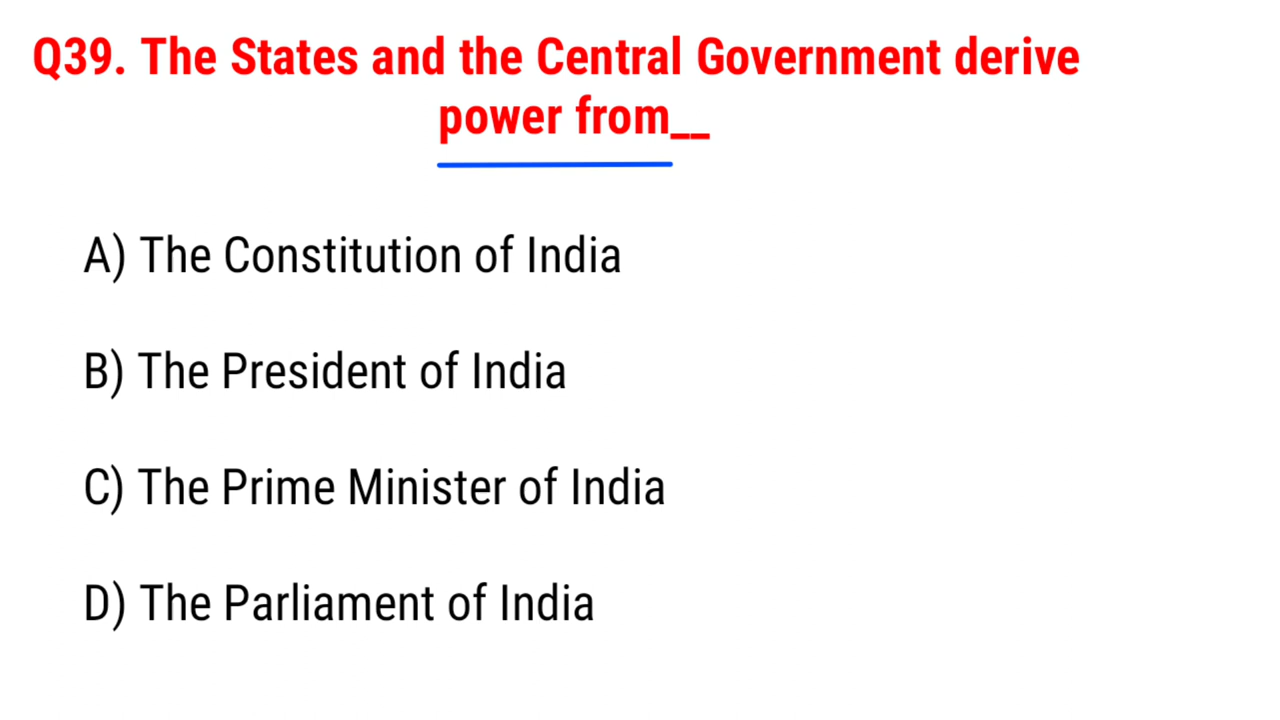 Q39. The States and the Central Government derive
power from__
A) The Constitution of India
B) The President of India
C) The Prime Minister of India
D) The Parliament of India